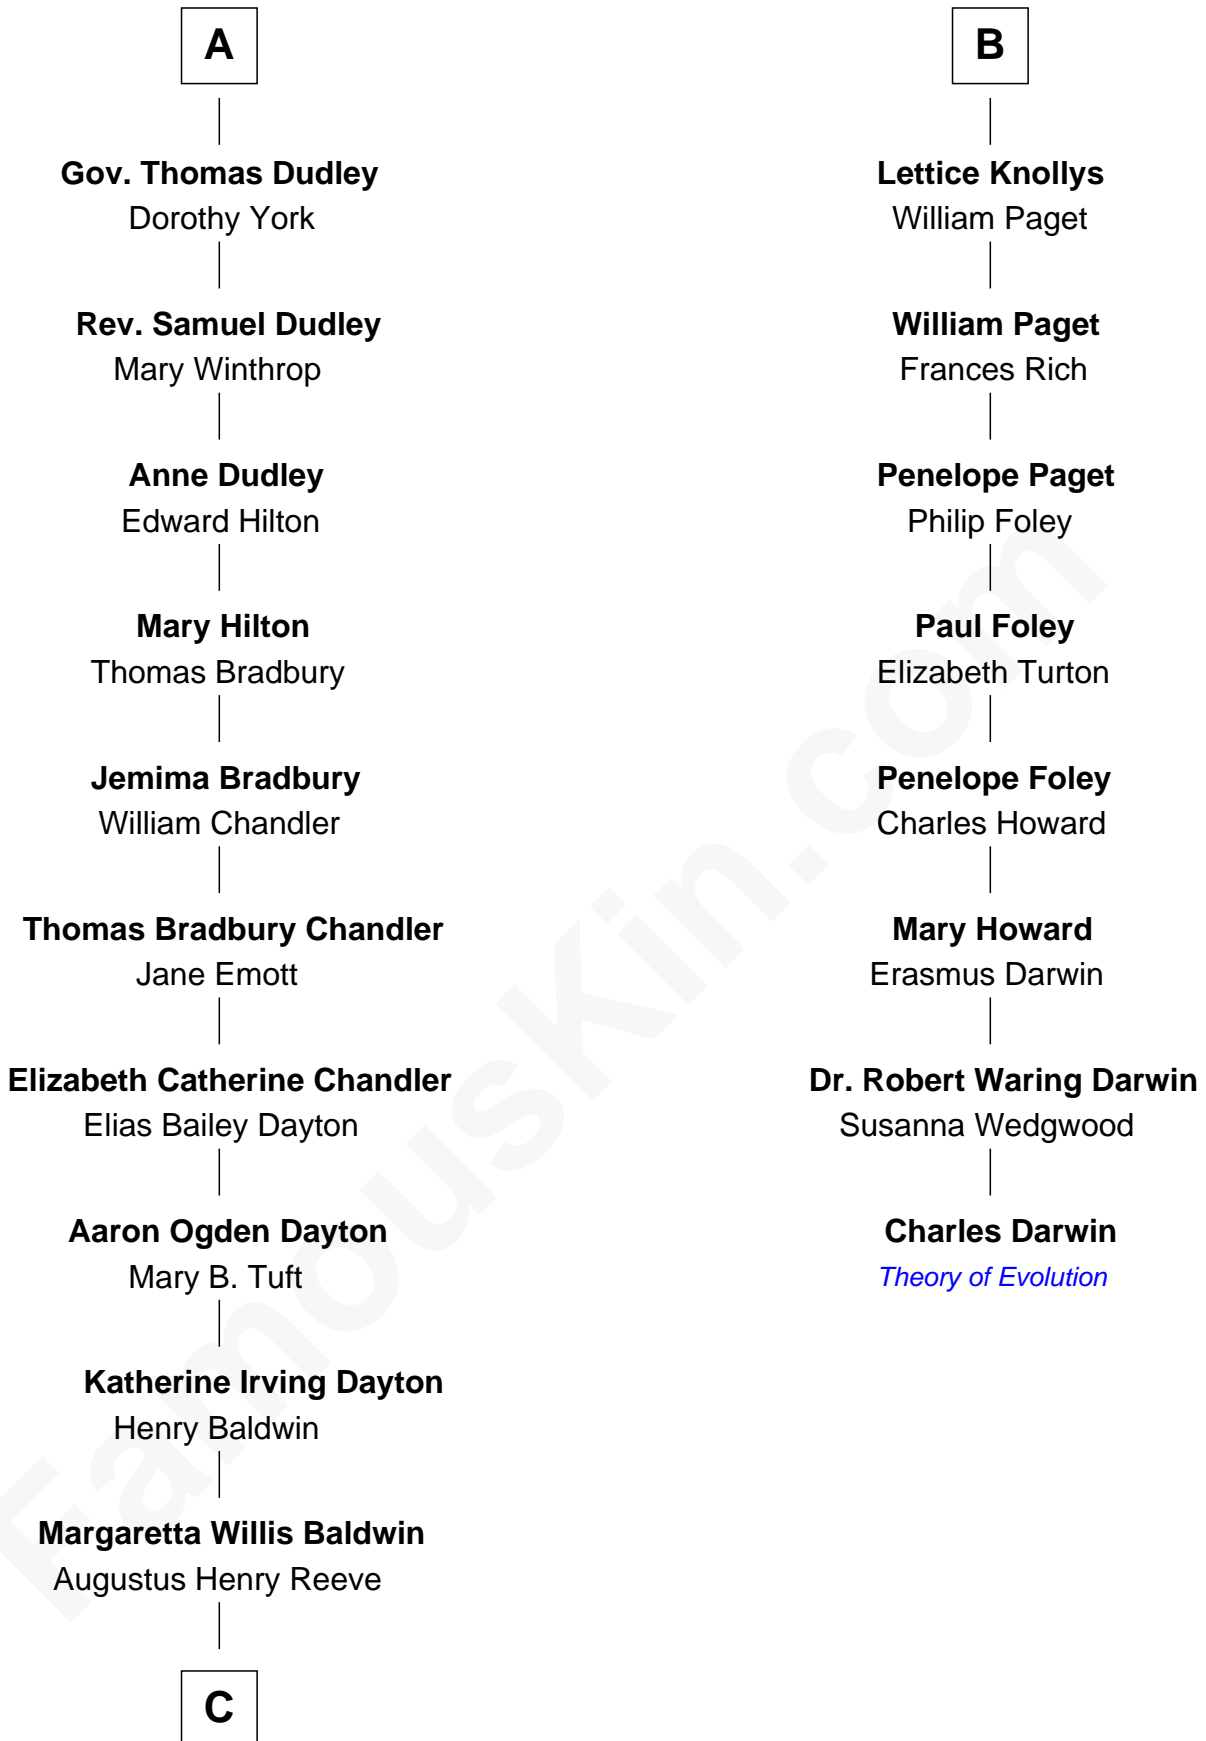 A
Gov. Thomas Dudley
Dorothy York
Rev. Samuel Dudley
Mary Winthrop
Anne Dudley
Edward Hilton
Mary Hilton
Thomas Bradbury
Jemima Bradbury
William Chandler
Thomas Bradbury Chandler
Jane Emott
Elizabeth Catherine Chandler
Elias Bailey Dayton
Aaron Ogden Dayton
Mary B. Tuft
Katherine Irving Dayton
Henry Baldwin
Margaretta Willis Baldwin
Augustus Henry Reeve
C
B
Lettice Knollys
William Paget
William Paget
Frances Rich
Penelope Paget
Philip Foley
Paul Foley
Elizabeth Turton
Penelope Foley
Charles Howard
Mary Howard
Erasmus Darwin
Dr. Robert Waring Darwin
Susanna Wedgwood
Charles Darwin
Theory of Evolution
FamousKin.com